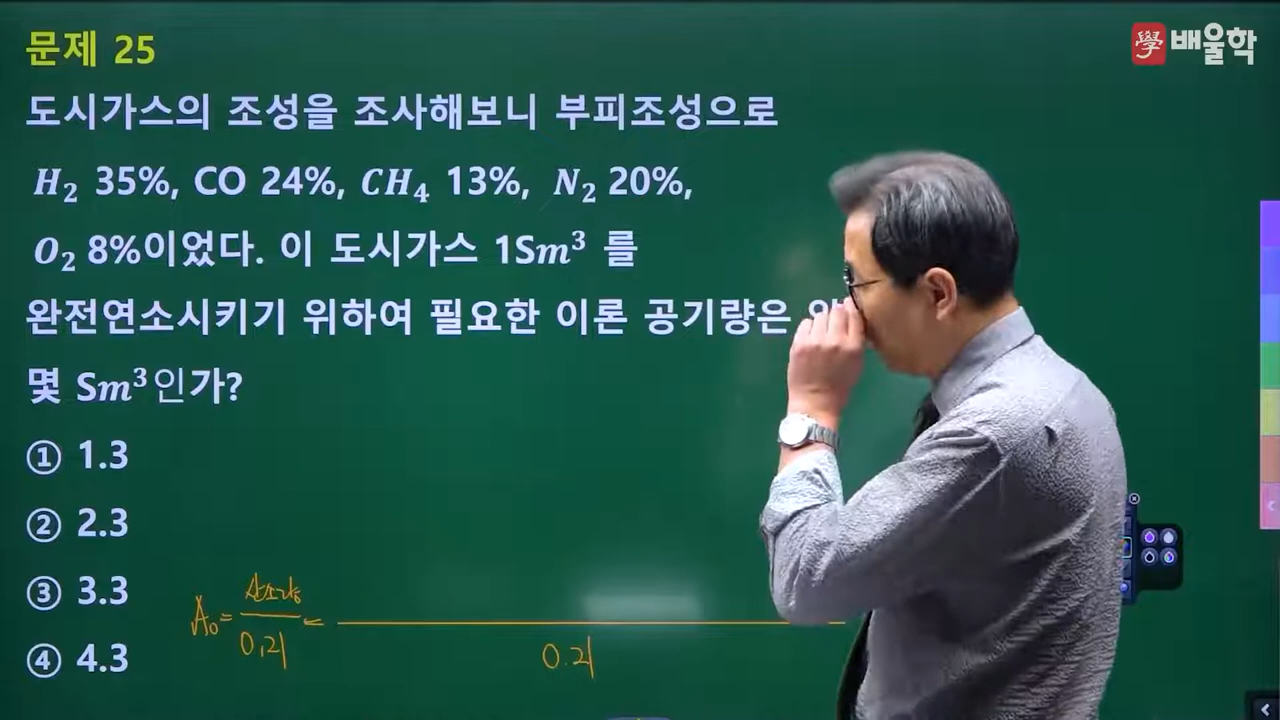 문제 25
學 배울학
도시가스의 조성을 조사해보니 부피조성으로
H₂ 35%, CO 24%, CH₄ 13%, N₂ 20%,
O₂ 8%이었다. 이 도시가스 1Sm³ 를
완전연소시키기 위하여 필요한 이론 공기량은
몇 Sm³인가?
① 1.3
② 2.3
③ 3.3
④ 4.3
A₀= 산소량 / 0.21 = 0.21